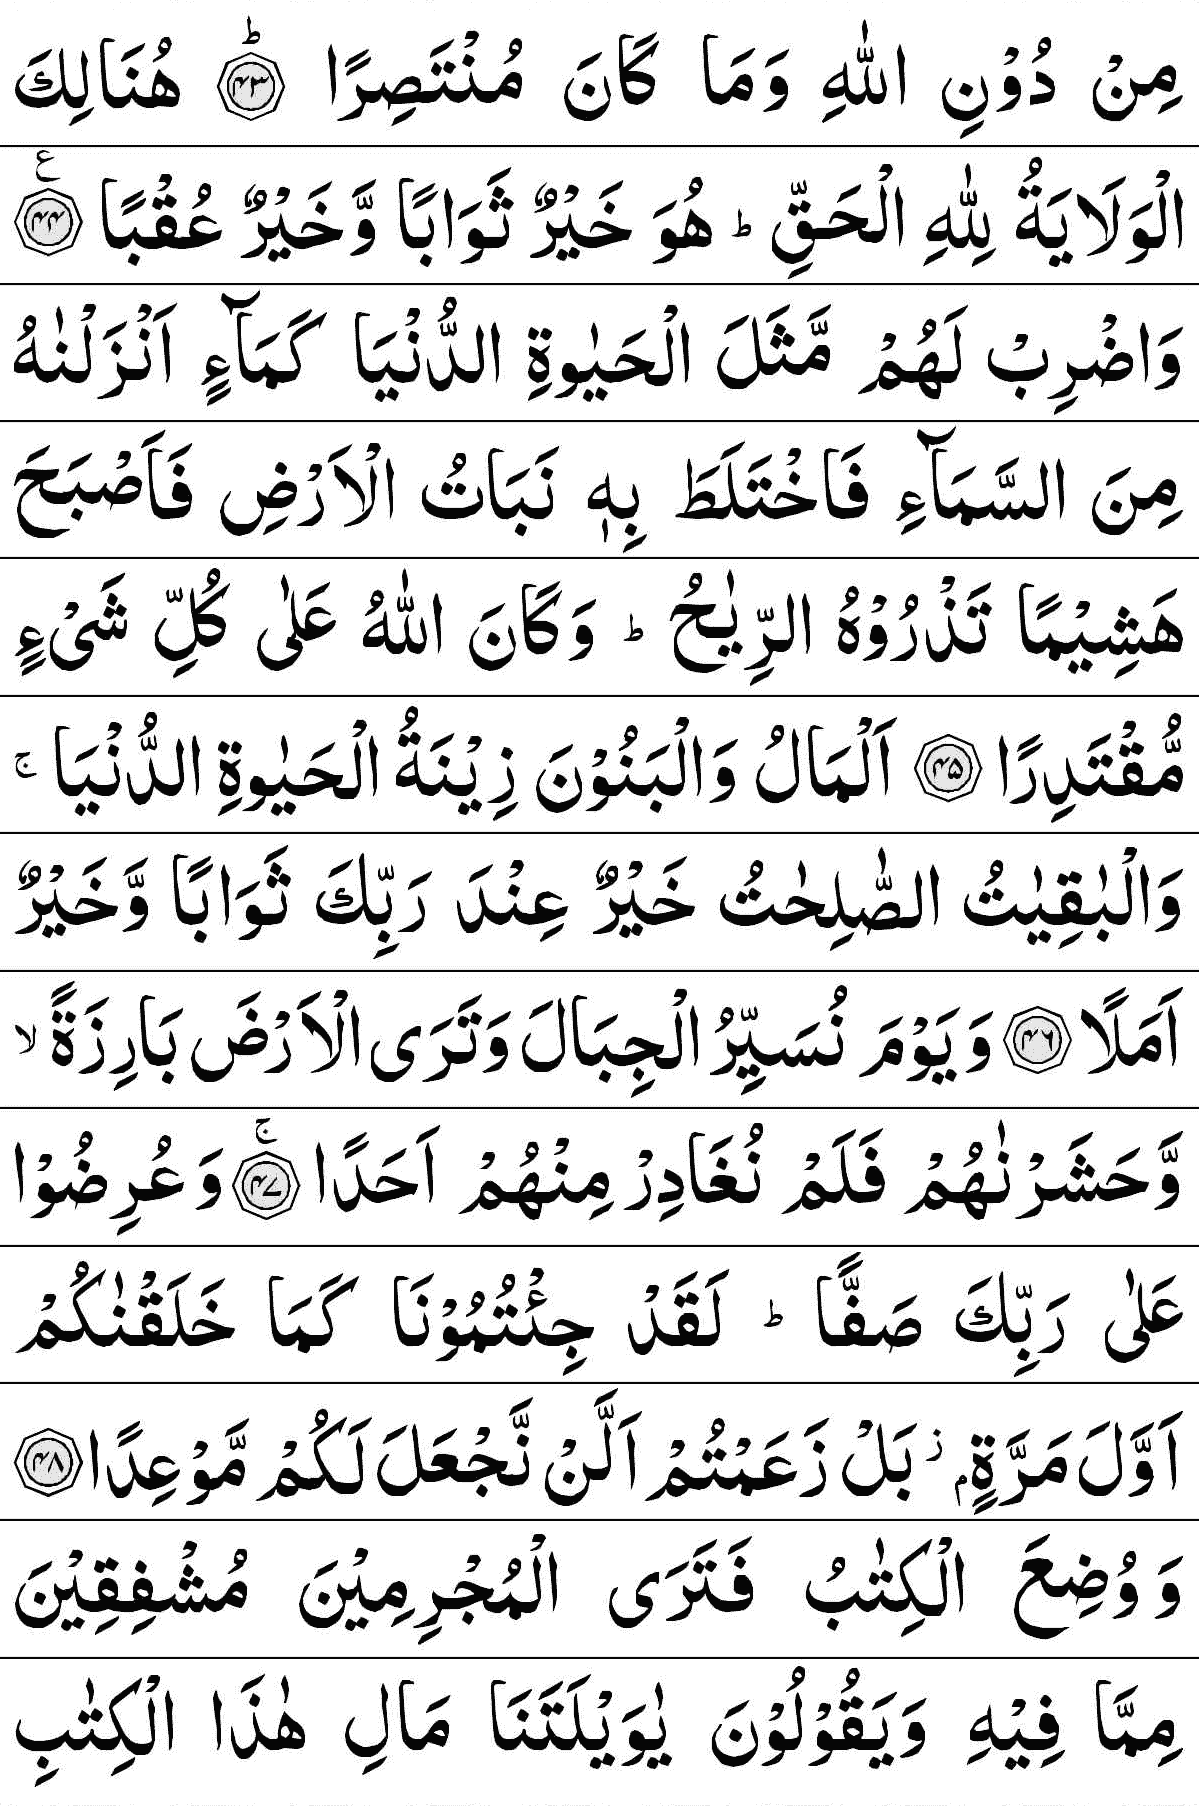 مِنْ دُوْنِ اللّٰهِ وَمَا كَانَ مُنْتَصِرًا ؕ ﴿۴۳﴾ هُنَالِكَ
الْوَلَايَةُ لِلّٰهِ الْحَقِّ ؕ هُوَ خَيْرٌ ثَوَابًا وَّخَيْرٌ عُقْبًا ﴿۴۴﴾ ع
وَاضْرِبْ لَهُمْ مَّثَلَ الْحَيٰوةِ الدُّنْيَا كَمَآءٍ اَنْزَلْنٰهُ
مِنَ السَّمَآءِ فَاخْتَلَطَ بِهٖ نَبَاتُ الْاَرْضِ فَاَصْبَحَ
هَشِيْمًا تَذْرُوْهُ الرِّيٰحُ ؕ وَكَانَ اللّٰهُ عَلٰى كُلِّ شَىْءٍ
مُّقْتَدِرًا ﴿۴۵﴾ اَلْمَالُ وَالْبَنُوْنَ زِيْنَةُ الْحَيٰوةِ الدُّنْيَا ۚ
وَالْبٰقِيٰتُ الصّٰلِحٰتُ خَيْرٌ عِنْدَ رَبِّكَ ثَوَابًا وَّخَيْرٌ
اَمَلًا ﴿۴۶﴾ وَيَوْمَ نُسَيِّرُ الْجِبَالَ وَتَرَى الْاَرْضَ بَارِزَةً ۙ
وَّحَشَرْنٰهُمْ فَلَمْ نُغَادِرْ مِنْهُمْ اَحَدًا ۚ ﴿۴۷﴾ وَعُرِضُوْا
عَلٰى رَبِّكَ صَفًّا ؕ لَقَدْ جِئْتُمُوْنَا كَمَا خَلَقْنٰكُمْ
اَوَّلَ مَرَّةٍ ۢ ز بَلْ زَعَمْتُمْ اَلَّنْ نَّجْعَلَ لَكُمْ مَّوْعِدًا ﴿۴۸﴾
وَوُضِعَ الْكِتٰبُ فَتَرَى الْمُجْرِمِيْنَ مُشْفِقِيْنَ
مِمَّا فِيْهِ وَيَقُوْلُوْنَ يٰوَيْلَتَنَا مَالِ هٰذَا الْكِتٰبِ